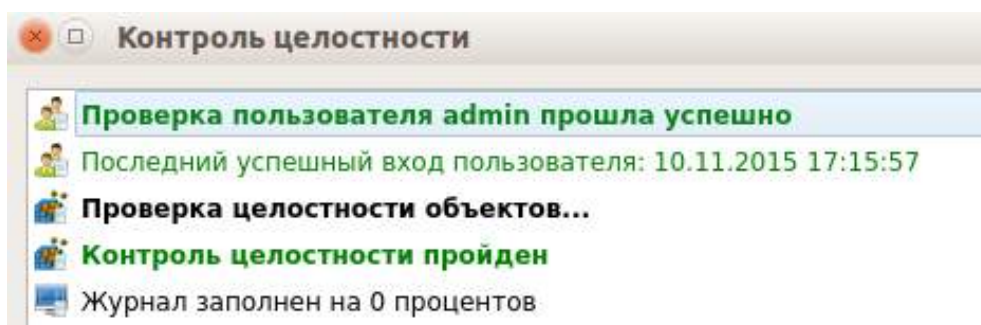 Контроль целостности
Проверка пользователя admin прошла успешно
Последний успешный вход пользователя: 10.11.2015 17:15:57
Проверка целостности объектов...
Контроль целостности пройден
Журнал заполнен на 0 процентов